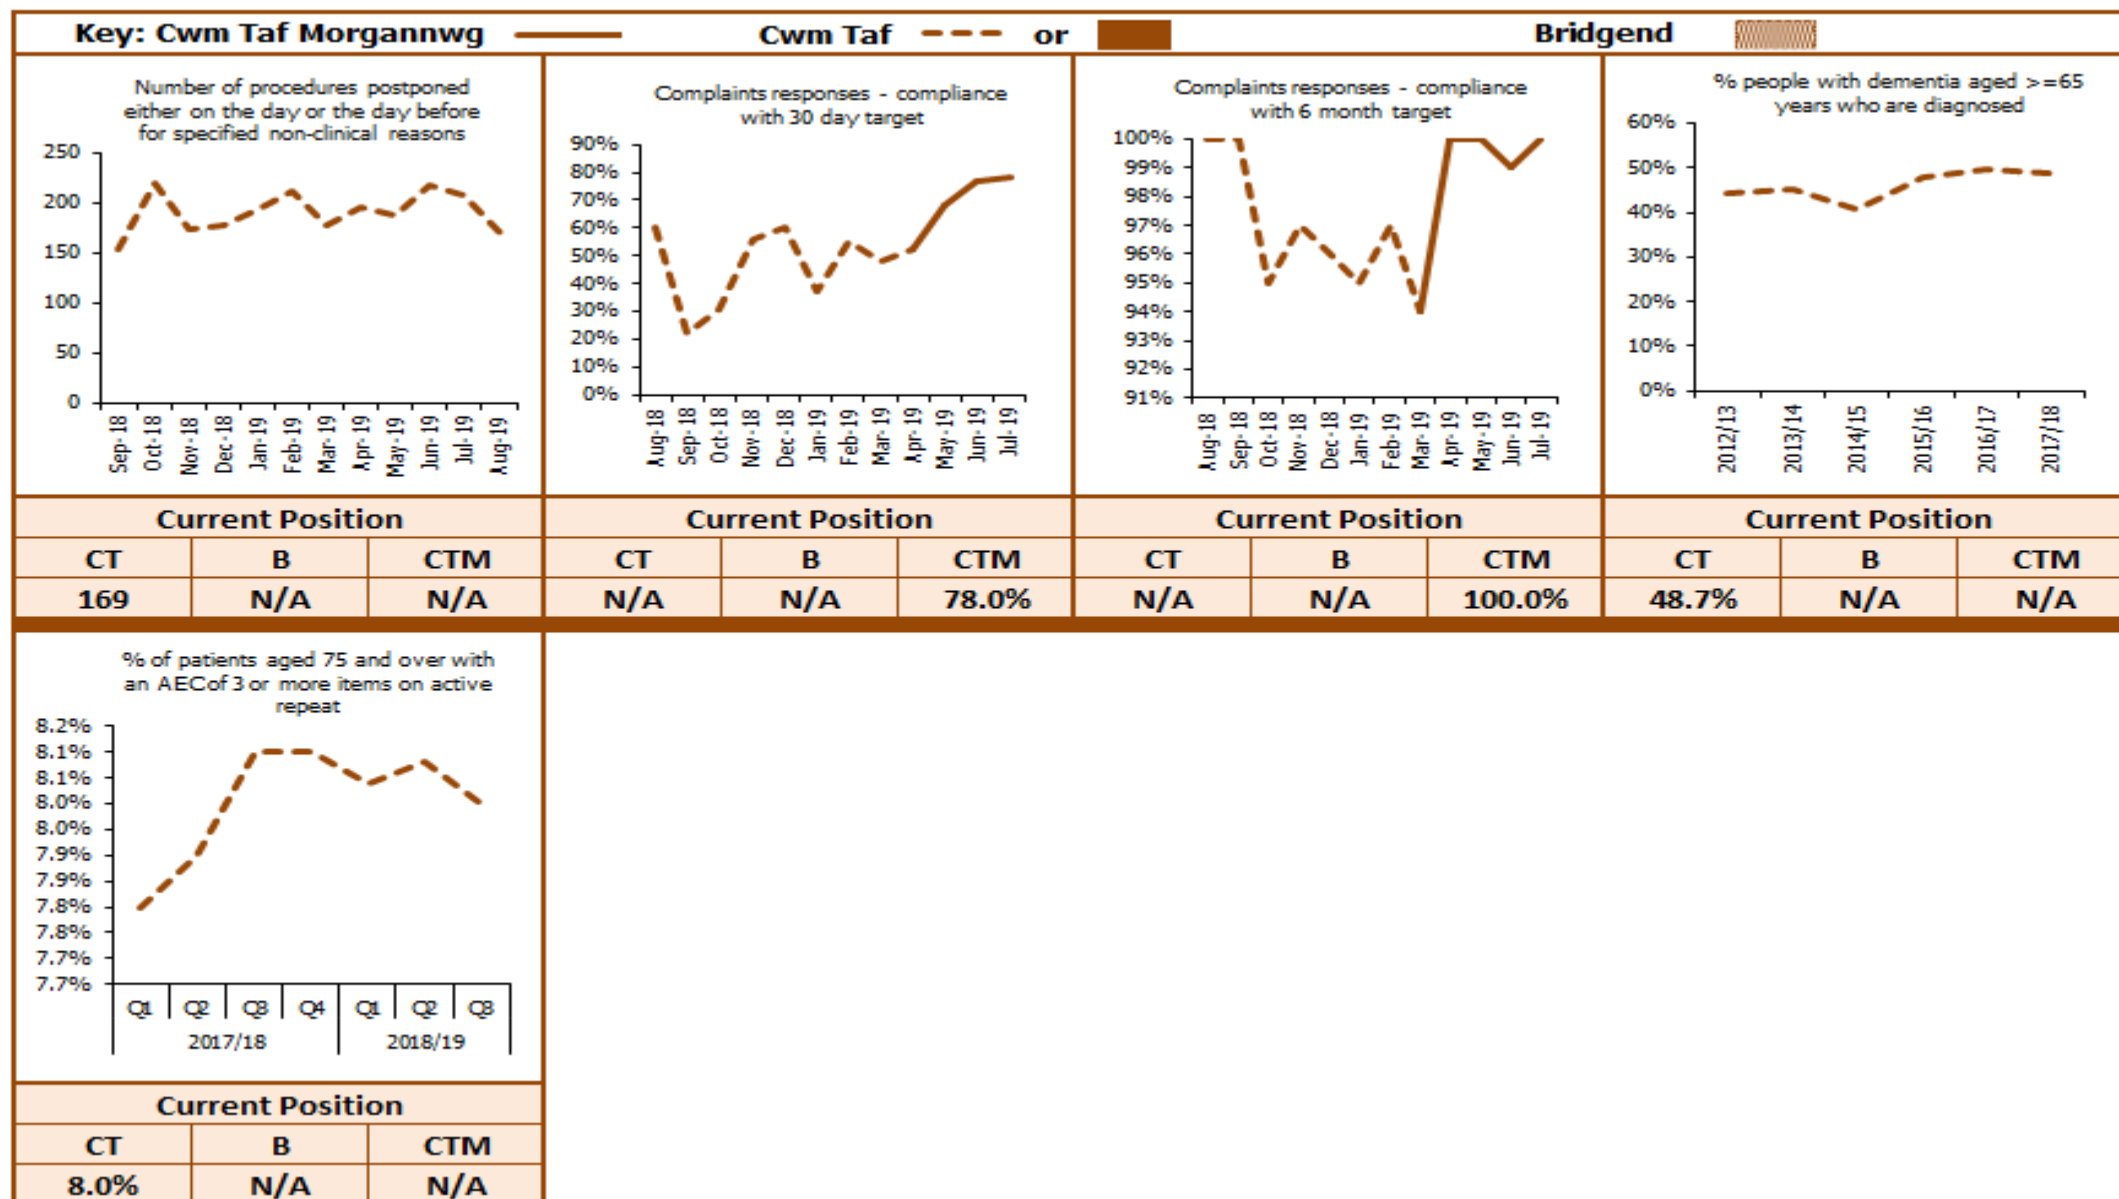 Key: Cwm Taf Morgannwg
Cwm Taf
or
Bridgend
Number of procedures postponed
either on the day or the day before
for specified non-clinical reasons
250
200
150
100
50
0
Sep-18
Oct-18
Nov-18
Dec-18
Jan-19
Feb-19
Mar-19
Apr-19
May-19
Jun-19
Jul-19
Aug-19
Current Position
CT B CTM
169 N/A N/A
Complaints responses - compliance
with 30 day target
90%
80%
70%
60%
50%
40%
30%
20%
10%
0%
Aug-18
Sep-18
Oct-18
Nov-18
Dec-18
Jan-19
Feb-19
Mar-19
Apr-19
May-19
Jun-19
Jul-19
Current Position
CT B CTM
N/A N/A 78.0%
Complaints responses - compliance
with 6 month target
100%
99%
98%
97%
96%
95%
94%
93%
92%
91%
Aug-18
Sep-18
Oct-18
Nov-18
Dec-18
Jan-19
Feb-19
Mar-19
Apr-19
May-19
Jun-19
Jul-19
Current Position
CT B CTM
N/A N/A 100.0%
% people with dementia aged >=65
years who are diagnosed
60%
50%
40%
30%
20%
10%
0%
2012/13
2013/14
2014/15
2015/16
2016/17
2017/18
Current Position
CT B CTM
48.7% N/A N/A
% of patients aged 75 and over with
an AEC of 3 or more items on active
repeat
8.2%
8.1%
8.1%
8.0%
8.0%
7.9%
7.9%
7.8%
7.8%
7.7%
7.7%
Q1 Q2 Q3 Q4 Q1 Q2 Q3
2017/18 2018/19
Current Position
CT B CTM
8.0% N/A N/A